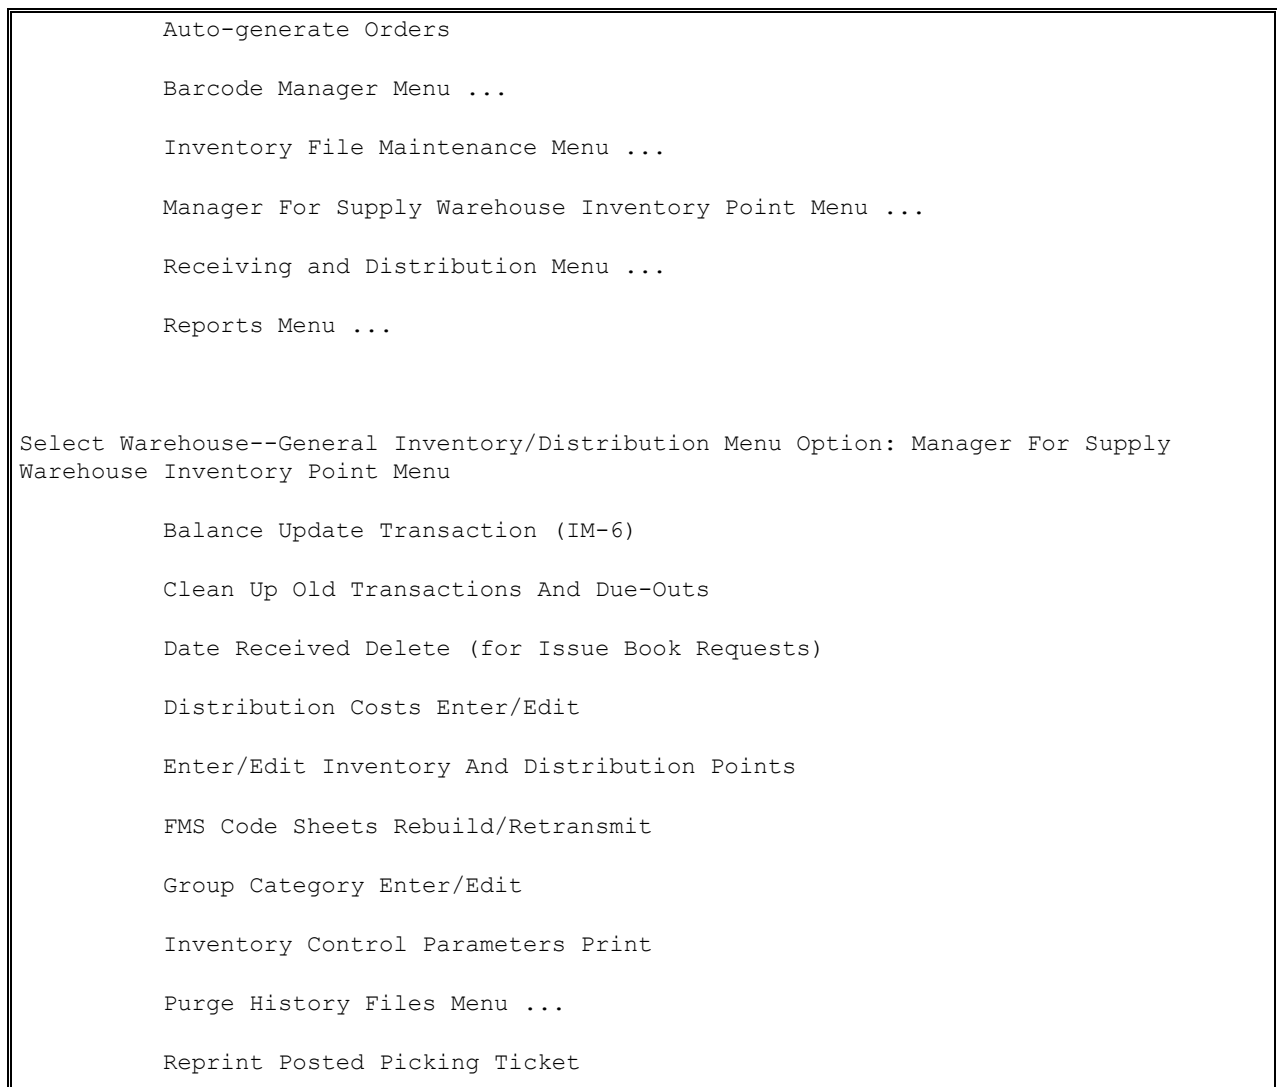 Auto-generate Orders
Barcode Manager Menu ...
Inventory File Maintenance Menu ...
Manager For Supply Warehouse Inventory Point Menu ...
Receiving and Distribution Menu ...
Reports Menu ...
Select Warehouse--General Inventory/Distribution Menu Option: Manager For Supply
Warehouse Inventory Point Menu
Balance Update Transaction (IM-6)
Clean Up Old Transactions And Due-Outs
Date Received Delete (for Issue Book Requests)
Distribution Costs Enter/Edit
Enter/Edit Inventory And Distribution Points
FMS Code Sheets Rebuild/Retransmit
Group Category Enter/Edit
Inventory Control Parameters Print
Purge History Files Menu ...
Reprint Posted Picking Ticket